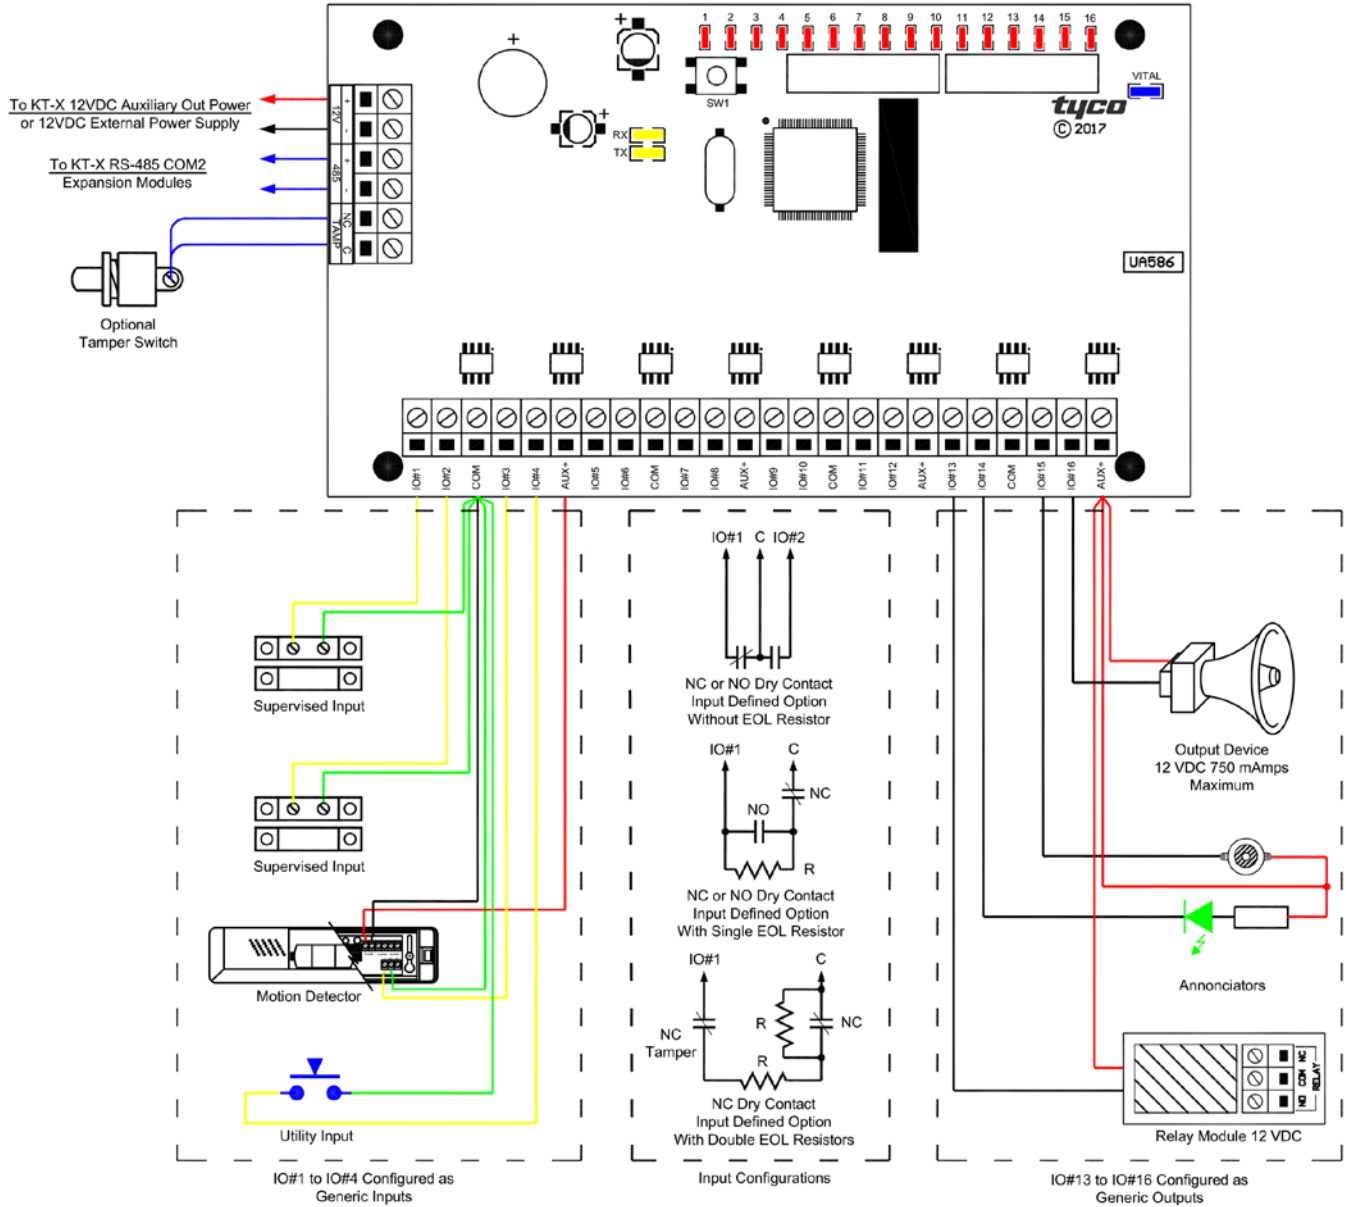 1 2 3 4 5 6 7 8 9 10 11 12 13 14 15 16
+
+
+
SW1
VITAL
tyco
© 2017
RX
TX
UA586
To KT-X 12VDC Auxiliary Out Power
or 12VDC External Power Supply
To KT-X RS-485 COM2
Expansion Modules
+
12V
-
+
485
-
NC
TAMP
C
Optional
Tamper Switch
IO#1 IO#2 COM IO#3 IO#4 AUX+ IO#5 IO#6 COM IO#7 IO#8 AUX+ IO#9 IO#10 COM IO#11 IO#12 AUX+ IO#13 IO#14 COM IO#15 IO#16 AUX+
Supervised Input
Supervised Input
Motion Detector
Utility Input
IO#1 to IO#4 Configured as
Generic Inputs
IO#1 C IO#2
NC or NO Dry Contact
Input Defined Option
Without EOL Resistor
IO#1 C
NC
NO
R
NC or NO Dry Contact
Input Defined Option
With Single EOL Resistor
IO#1 C
R NC
NC
Tamper
R
NC Dry Contact
Input Defined Option
With Double EOL Resistors
Input Configurations
Output Device
12 VDC 750 mAmps
Maximum
Annonciators
NO COM NC
RELAY
Relay Module 12 VDC
IO#13 to IO#16 Configured as
Generic Outputs